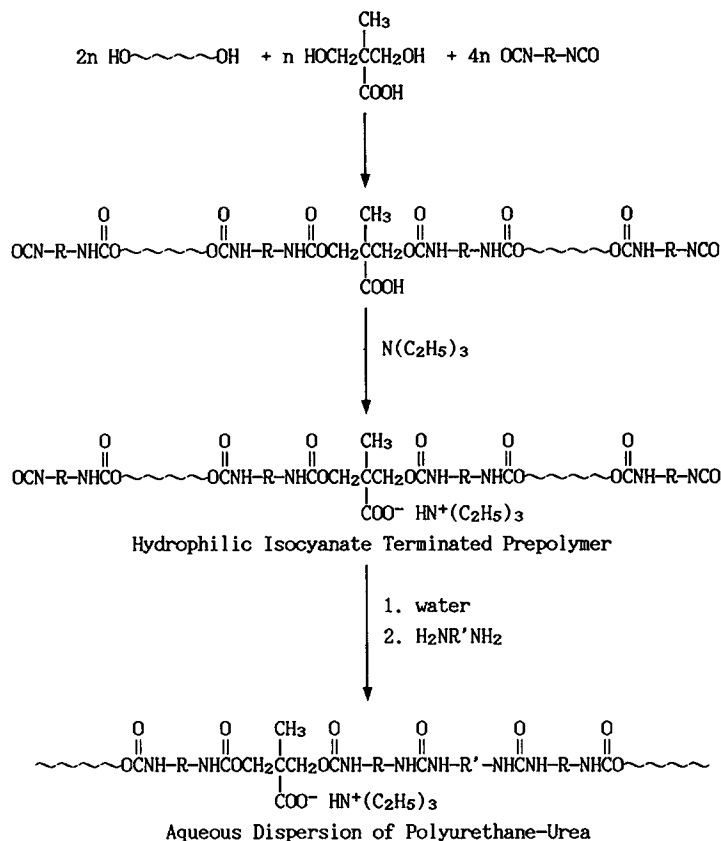 CH₃
2n HO~~~~~~OH + n HOCH₂CCH₂OH + 4n OCN-R-NCO
COOH
O O O CH₃ O O O
OCN-R-NHCO~~~~~~OCNH-R-NHCOCH₂CCH₂OCNH-R-NHCO~~~~~~OCNH-R-NCO
COOH
N(C₂H₅)₃
O O O CH₃ O O O
OCN-R-NHCO~~~~~~OCNH-R-NHCOCH₂CCH₂OCNH-R-NHCO~~~~~~OCNH-R-NCO
COO⁻ HN⁺(C₂H₅)₃
Hydrophilic Isocyanate Terminated Prepolymer
1. water
2. H₂NR'NH₂
O O CH₃ O O O O
~~~~~~OCNH-R-NHCOCH₂CCH₂OCNH-R-NHCNH-R'-NHCNH-R-NHCO~~~~~~
COO⁻ HN⁺(C₂H₅)₃
Aqueous Dispersion of Polyurethane-Urea